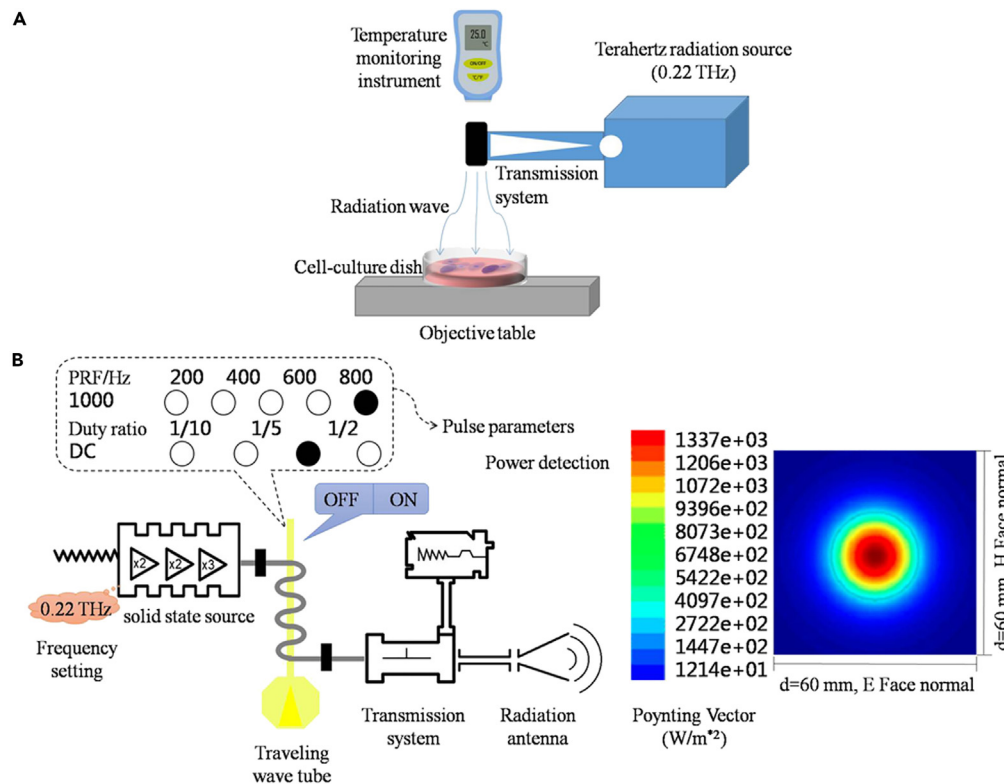 A
Temperature
monitoring
instrument
25.0
°C
ON/OFF
°C/°F
Terahertz radiation source
(0.22 THz)
Transmission
system
Radiation wave
Cell-culture dish
Objective table
B
PRF/Hz 200 400 600 800
1000
Duty ratio 1/10 1/5 1/2
DC
Pulse parameters
Power detection
OFF ON
x2 x2 x3
0.22 THz
solid state source
Frequency
setting
Traveling
wave tube
Transmission
system
Radiation
antenna
1337e+03
1206e+03
1072e+03
9396e+02
8073e+02
6748e+02
5422e+02
4097e+02
2722e+02
1447e+02
1214e+01
Poynting Vector
(W/m*2)
d=60 mm, H Face normal
d=60 mm, E Face normal